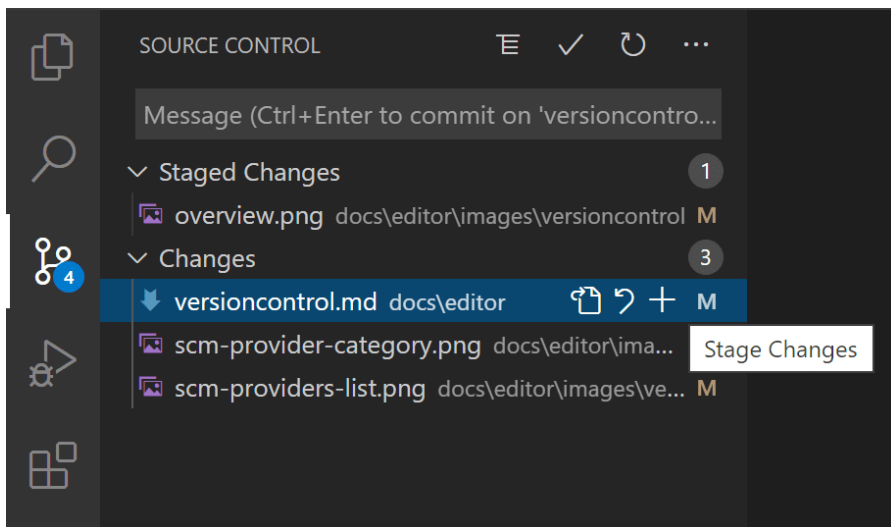 SOURCE CONTROL
Message (Ctrl+Enter to commit on 'versioncontro...
Staged Changes 1
overview.png docs\editor\images\versioncontrol M
4
Changes 3
versioncontrol.md docs\editor M
scm-provider-category.png docs\editor\ima...
Stage Changes
scm-providers-list.png docs\editor\images\ve... M